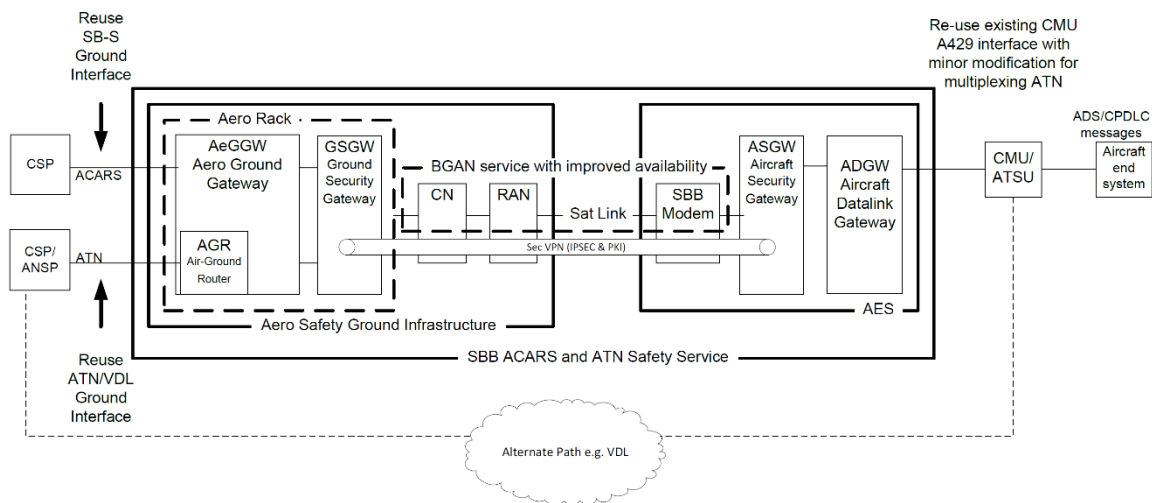 Reuse
SB-S
Ground
Interface
Re-use existing CMU
A429 interface with
minor modification for
multiplexing ATN
Aero Rack
AeGGW
Aero Ground
Gateway
GSGW
Ground
Security
Gateway
BGAN service with improved availability
ASGW
Aircraft
Security
Gateway
ADGW
Aircraft
Datalink
Gateway
ADS/CPDLC
messages
CSP
ACARS
CMU/
ATSU
Aircraft
end
system
CN
RAN
Sat Link
SBB
Modem
CSP/
ANSP
ATN
AGR
Air-Ground
Router
Sec VPN (IPSEC & PKI)
AES
Aero Safety Ground Infrastructure
SBB ACARS and ATN Safety Service
Reuse
ATN/VDL
Ground
Interface
Alternate Path e.g. VDL